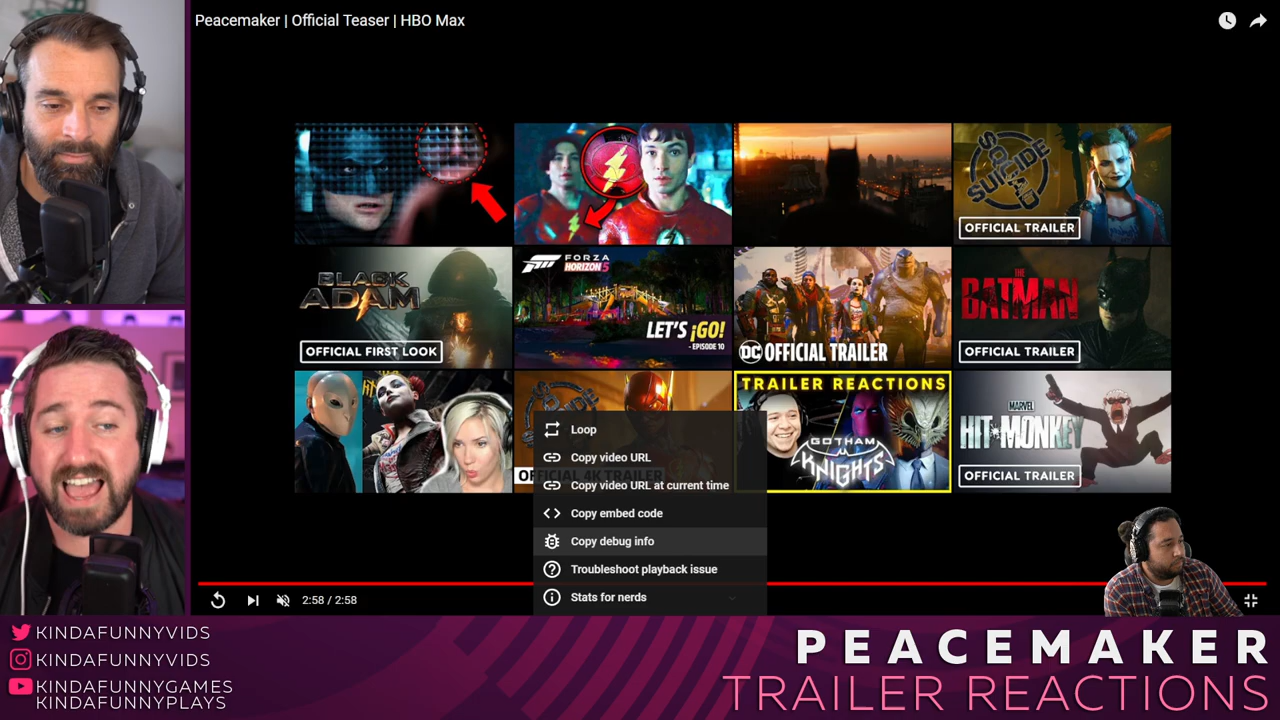 Peacemaker | Official Teaser | HBO Max
SUICIDE
SQUAD
OFFICIAL TRAILER
BLACK
ADAM
OFFICIAL FIRST LOOK
FORZA
HORIZON 5
LET'S ¡GO!
- EPISODE 10
DC OFFICIAL TRAILER
THE
BATMAN
OFFICIAL TRAILER
TRAILER REACTIONS
GOTHAM
KNIGHTS
MARVEL
HIT-MONKEY
OFFICIAL TRAILER
OFFICIAL 4K TRAILER
Loop
Copy video URL
Copy video URL at current time
Copy embed code
Copy debug info
Troubleshoot playback issue
Stats for nerds
2:58 / 2:58
KINDAFUNNYVIDS
KINDAFUNNYVIDS
KINDAFUNNYGAMES
KINDAFUNNYPLAYS
PEACEMAKER
TRAILER REACTIONS